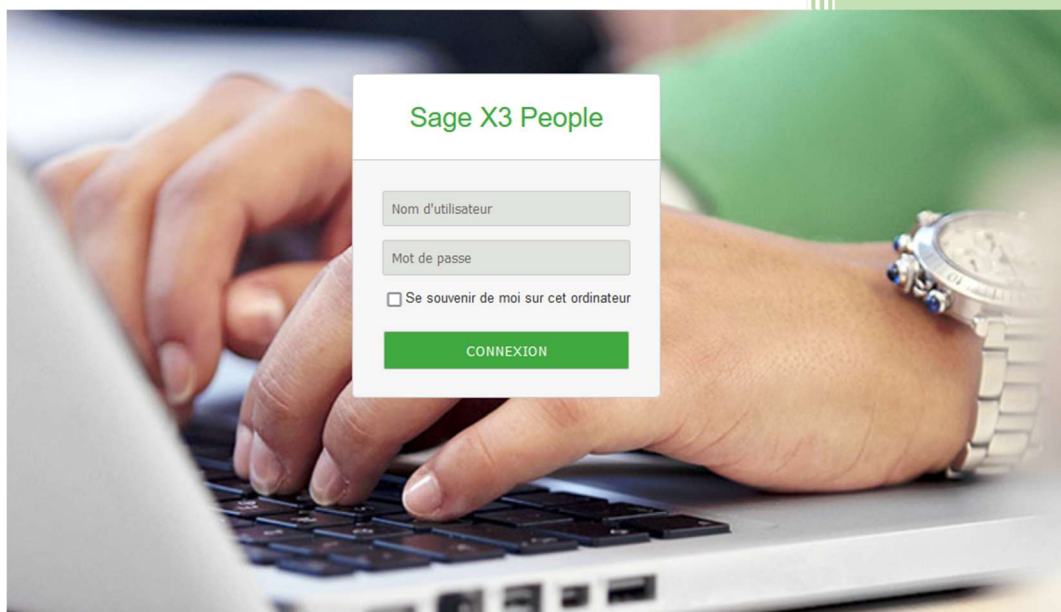 Sage X3 People
Nom d'utilisateur
Mot de passe
Se souvenir de moi sur cet ordinateur
CONNEXION